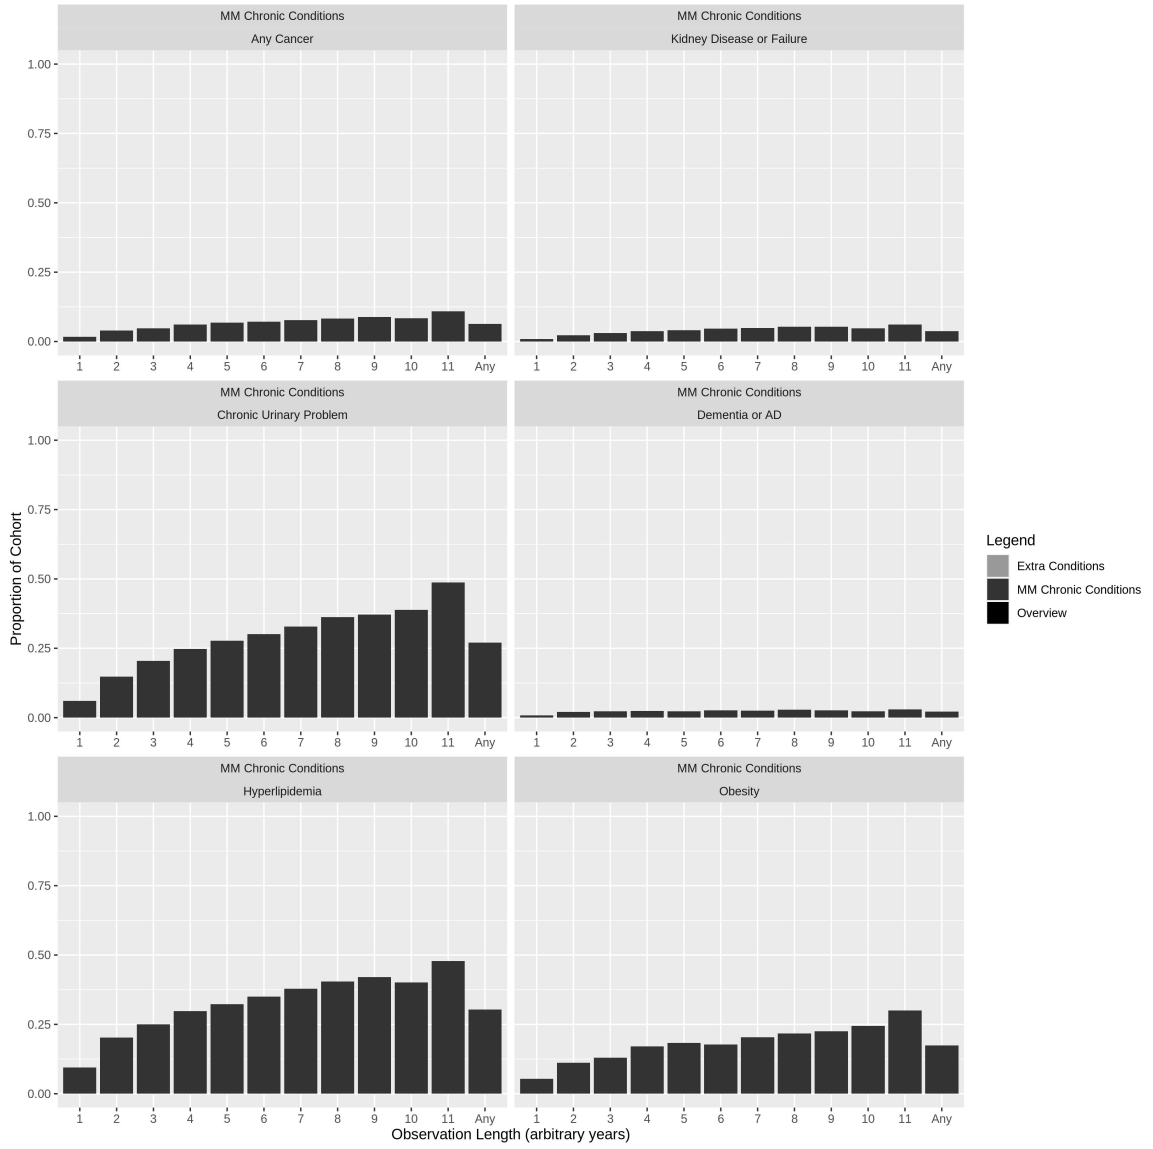 MM Chronic Conditions
MM Chronic Conditions
Any Cancer
Kidney Disease or Failure
1.00
0.75
0.50
0.25
0.00
1 2 3 4 5 6 7 8 9 10 11 Any
1 2 3 4 5 6 7 8 9 10 11 Any
MM Chronic Conditions
MM Chronic Conditions
Chronic Urinary Problem
Dementia or AD
1.00
0.75
0.50
0.25
0.00
1 2 3 4 5 6 7 8 9 10 11 Any
1 2 3 4 5 6 7 8 9 10 11 Any
MM Chronic Conditions
MM Chronic Conditions
Hyperlipidemia
Obesity
1.00
0.75
0.50
0.25
0.00
1 2 3 4 5 6 7 8 9 10 11 Any
1 2 3 4 5 6 7 8 9 10 11 Any
Proportion of Cohort
Observation Length (arbitrary years)
Legend
Extra Conditions
MM Chronic Conditions
Overview